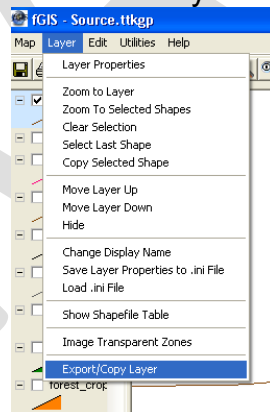 fGIS - Source.ttkgp
Map Layer Edit Utilities Help
Layer Properties
Zoom to Layer
Zoom To Selected Shapes
Clear Selection
Select Last Shape
Copy Selected Shape
Move Layer Up
Move Layer Down
Hide
Change Display Name
Save Layer Properties to .ini File
Load .ini File
Show Shapefile Table
Image Transparent Zones
Export/Copy Layer
forest_crop